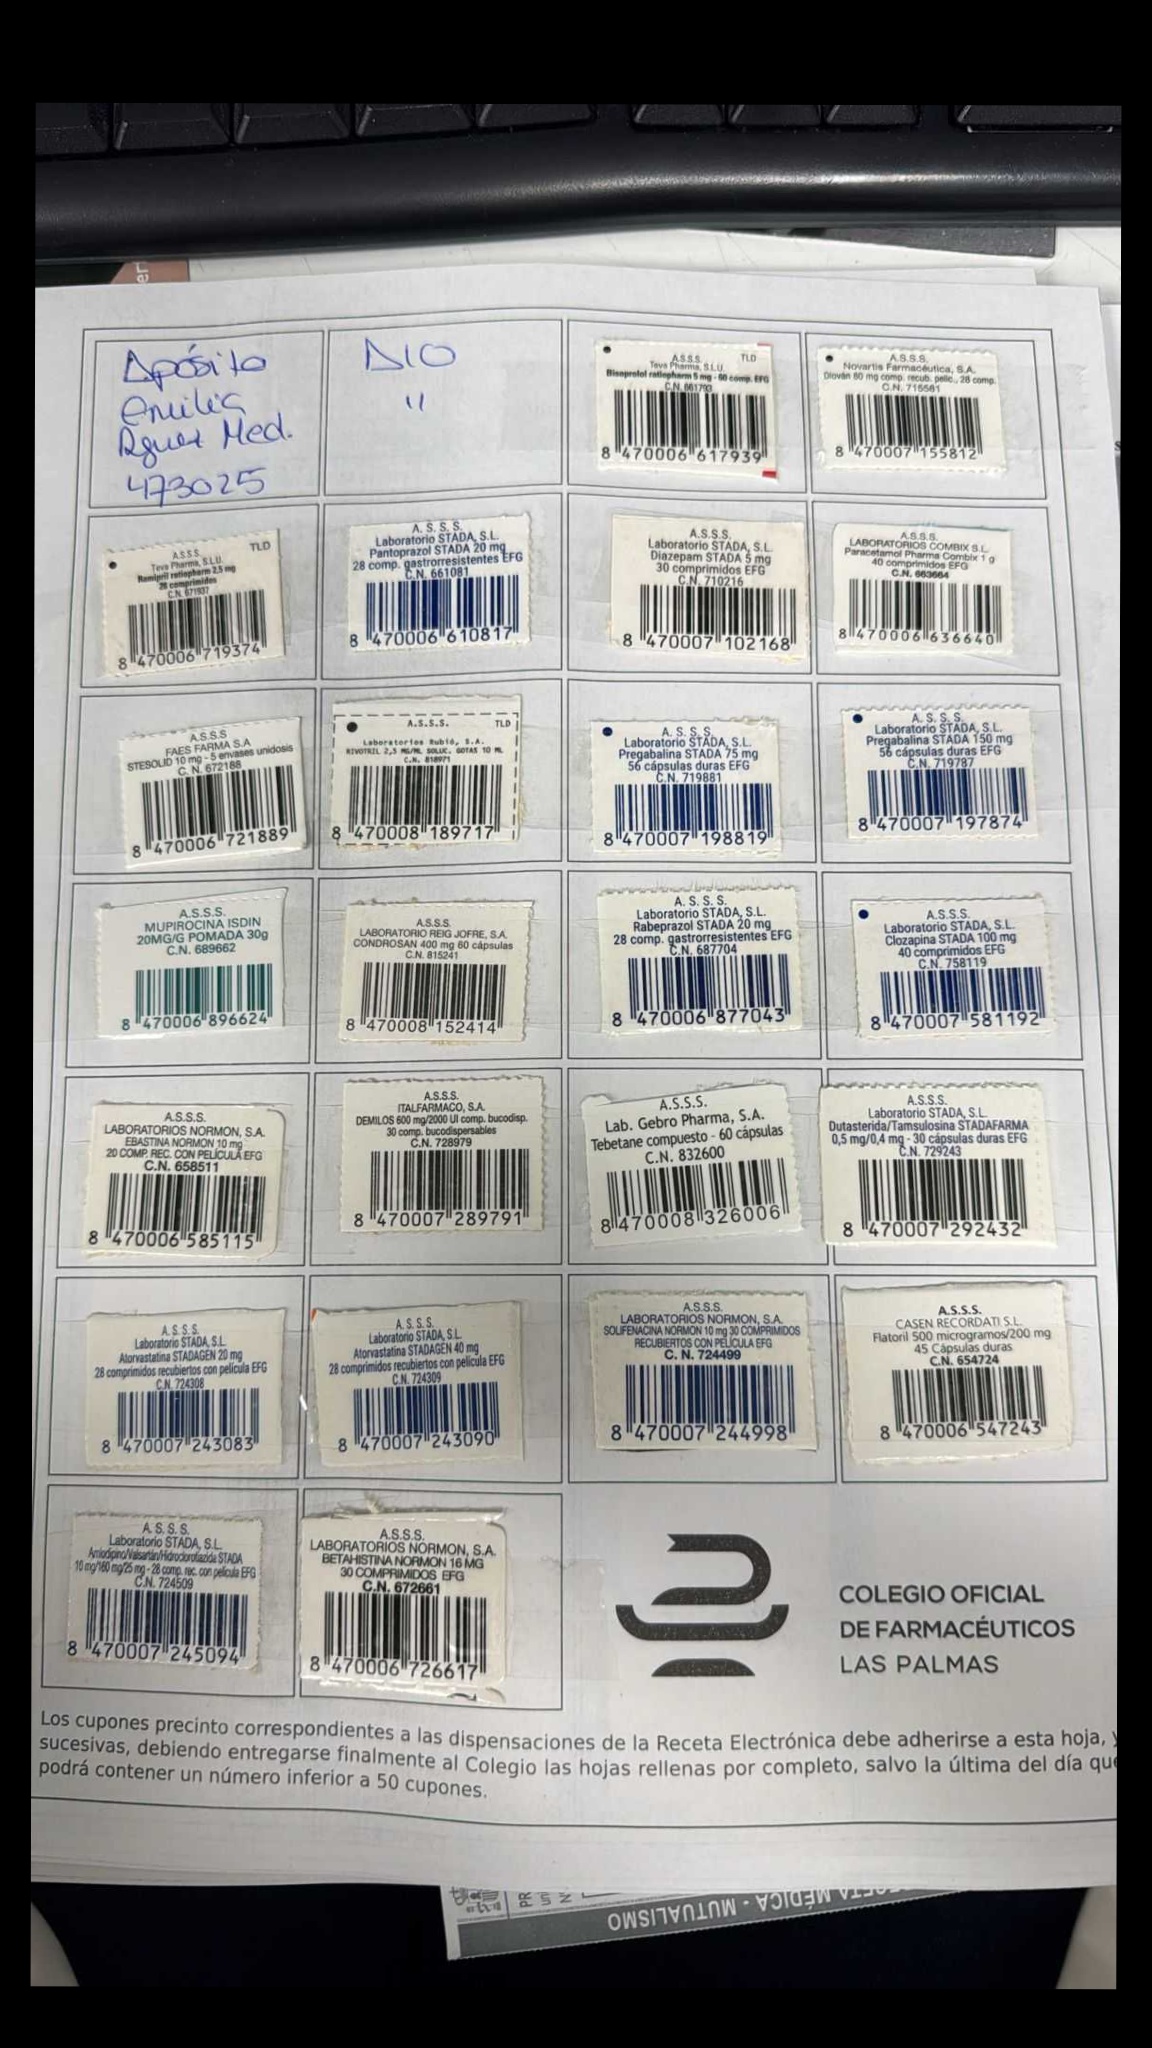 Apósito
Emilia
Rguez Med.
473025
D10
"
A.S.S.S. TLD
Teva Pharma, S.L.U.
Bisoprolol ratiopharm 5 mg - 60 comp. EFG
C.N. 661793
8 470006 617939
A.S.S.S.
Novartis Farmacéutica, S.A.
Diován 80 mg comp. recub. pelic., 28 comp.
C.N. 715581
8 470007 155812
A.S.S.S. TLD
Teva Pharma, S.L.U.
Ramipril ratiopharm 2,5 mg
28 comprimidos
C.N. 671937
8 470006 719374
A. S. S. S.
Laboratorio STADA, S.L.
Pantoprazol STADA 20 mg
28 comp. gastrorresistentes EFG
C.N. 661081
8 470006 610817
A.S.S.S.
Laboratorio STADA, S.L.
Diazepam STADA 5 mg
30 comprimidos EFG
C.N. 710216
8 470007 102168
A.S.S.S.
LABORATORIOS COMBIX S.L.
Paracetamol Pharma Combix 1 g
40 comprimidos EFG
C.N. 663664
8 470006 636640
A.S.S.S
FAES FARMA S.A
STESOLID 10 mg - 5 envases unidosis
C. N. 672188
8 470006 721889
A.S.S.S. TLD
Laboratorios Rubió, S.A.
RIVOTRIL 2,5 MG/ML SOLUC. GOTAS 10 ML
C.N. 818971
8 470008 189717
A. S. S. S.
Laboratorio STADA, S.L.
Pregabalina STADA 75 mg
56 cápsulas duras EFG
C.N. 719881
8 470007 198819
A. S. S. S.
Laboratorio STADA, S.L.
Pregabalina STADA 150 mg
56 cápsulas duras EFG
C.N. 719787
8 470007 197874
A.S.S.S.
MUPIROCINA ISDIN
20MG/G POMADA 30g
C.N. 689662
8 470006 896624
A.S.S.S.
LABORATORIO REIG JOFRE, S.A.
CONDROSAN 400 mg 60 cápsulas
C.N. 815241
8 470008 152414
A. S. S. S.
Laboratorio STADA, S.L.
Rabeprazol STADA 20 mg
28 comp. gastrorresistentes EFG
C.N. 687704
8 470006 877043
A.S.S.S.
Laboratorio STADA, S.L.
Clozapina STADA 100 mg
40 comprimidos EFG
C.N. 758119
8 470007 581192
A.S.S.S.
LABORATORIOS NORMON, S.A.
EBASTINA NORMON 10 mg
20 COMP. REC. CON PELÍCULA EFG
C.N. 658511
8 470006 585115
A.S.S.S.
ITALFARMACO, S.A.
DEMILOS 600 mg/2000 UI comp. bucodisp.
30 comp. bucodispersables
C.N. 728979
8 470007 289791
A.S.S.S.
Lab. Gebro Pharma, S.A.
Tebetane compuesto - 60 cápsulas
C.N. 832600
8 470008 326006
A.S.S.S.
Laboratorio STADA, S.L.
Dutasterida/Tamsulosina STADAFARMA
0,5 mg/0,4 mg - 30 cápsulas duras EFG
C.N. 729243
8 470007 292432
A. S. S. S.
Laboratorio STADA, S.L.
Atorvastatina STADAGEN 20 mg
28 comprimidos recubiertos con película EFG
C.N. 724308
8 470007 243083
A. S. S. S.
Laboratorio STADA, S.L.
Atorvastatina STADAGEN 40 mg
28 comprimidos recubiertos con película EFG
C.N. 724309
8 470007 243090
A.S.S.S.
LABORATORIOS NORMON, S.A.
SOLIFENACINA NORMON 10 mg 30 COMPRIMIDOS
RECUBIERTOS CON PELÍCULA EFG
C. N. 724499
8 470007 244998
A.S.S.S.
CASEN RECORDATI S.L.
Flatoril 500 microgramos/200 mg
45 Cápsulas duras
C.N. 654724
8 470006 547243
A. S. S. S.
Laboratorio STADA, S.L.
Amlodipino/Valsartán/Hidroclorotiazida STADA
10 mg/160 mg/25 mg - 28 comp. rec. con película EFG
C.N. 724509
8 470007 245094
A.S.S.S.
LABORATORIOS NORMON, S.A.
BETAHISTINA NORMON 16 MG
30 COMPRIMIDOS EFG
C.N. 672661
8 470006 726617
COLEGIO OFICIAL
DE FARMACÉUTICOS
LAS PALMAS
Los cupones precinto correspondientes a las dispensaciones de la Receta Electrónica debe adherirse a esta hoja, y
sucesivas, debiendo entregarse finalmente al Colegio las hojas rellenas por completo, salvo la última del día que
podrá contener un número inferior a 50 cupones.
MÉDICA - MUTUALISMO